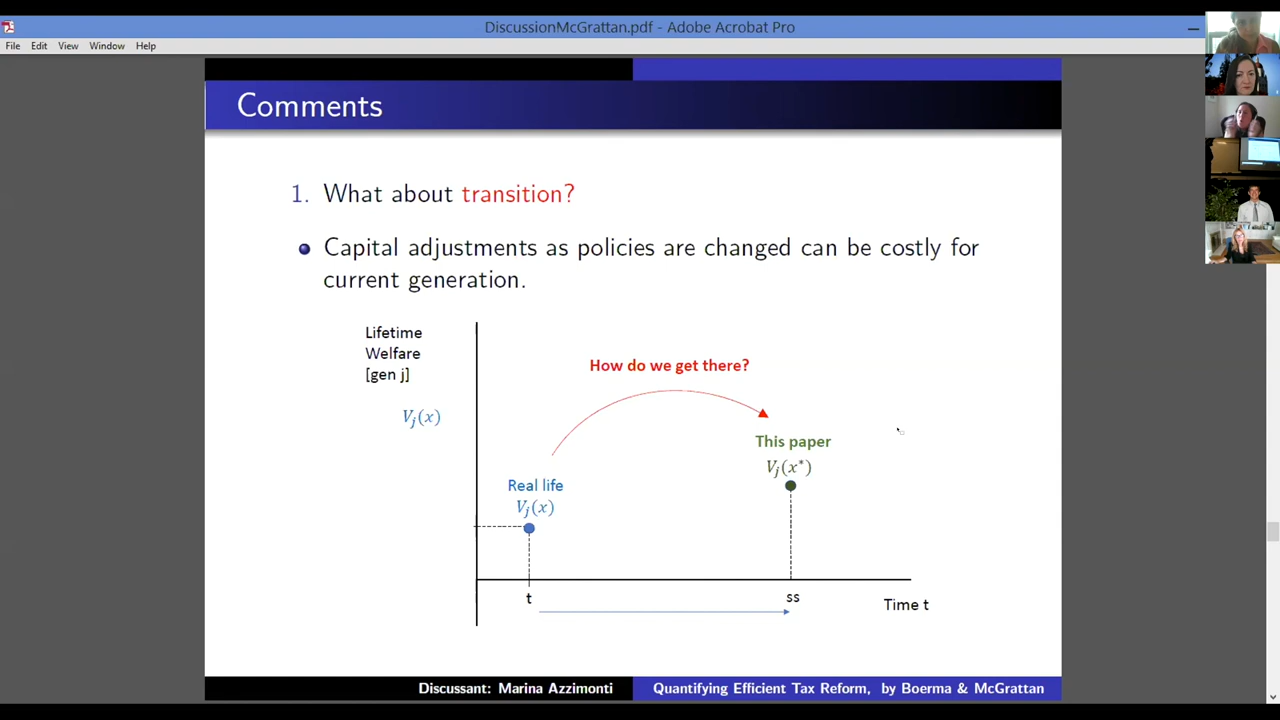 DiscussionMcGrattan.pdf - Adobe Acrobat Pro
File Edit View Window Help
Comments
1. What about transition?
Capital adjustments as policies are changed can be costly for
current generation.
Lifetime
Welfare
[gen j]
Vj(x)
How do we get there?
This paper
Vj(x*)
Real life
Vj(x)
t
ss
Time t
Discussant: Marina Azzimonti
Quantifying Efficient Tax Reform, by Boerma & McGrattan